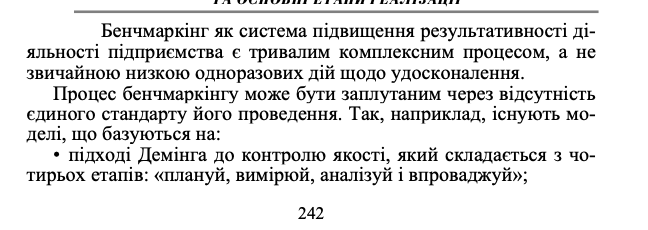 ТА ОСНОВНІ ЕТАПИ РЕАЛІЗАЦІЇ
Бенчмаркінг як система підвищення результативності ді-
яльності підприємства є тривалим комплексним процесом, а не
звичайною низкою одноразових дій щодо удосконалення.
Процес бенчмаркінгу може бути заплутаним через відсутність
єдиного стандарту його проведення. Так, наприклад, існують мо-
делі, що базуються на:
• підході Демінга до контролю якості, який складається з чо-
тирьох етапів: «плануй, вимірюй, аналізуй і впроваджуй»;
242